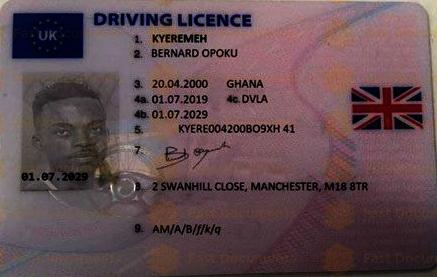 UK
DRIVING LICENCE
1. KYEREMEH
2. BERNARD OPOKU
3. 20.04.2000 GHANA
4a. 01.07.2019 4c. DVLA
4b. 01.07.2029
5. KYERE004200BO9XH 41
7.
01.07.2029
8. 2 SWANHILL CLOSE, MANCHESTER, M18 8TR
9. AM/A/B/f/k/q
Fast Documents